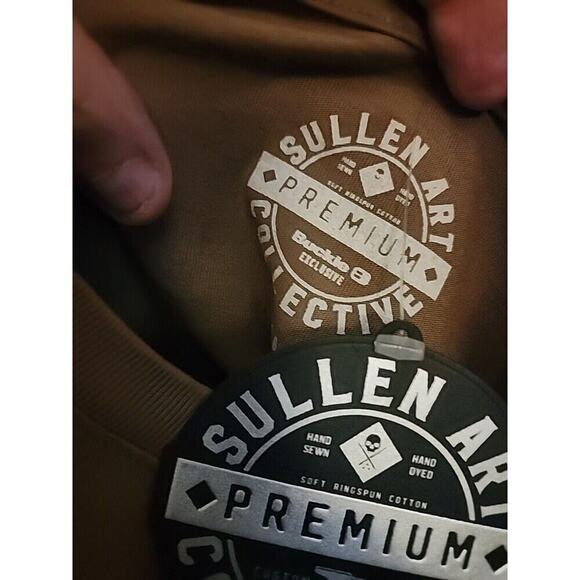 SULLEN ART
HAND
SEWN
HAND
DYED
SOFT RINGSPUN COTTON
PREMIUM
Buckle B
EXCLUSIVE
COLLECTIVE
SULLEN ART
HAND
SEWN
HAND
DYED
SOFT RINGSPUN COTTON
PREMIUM